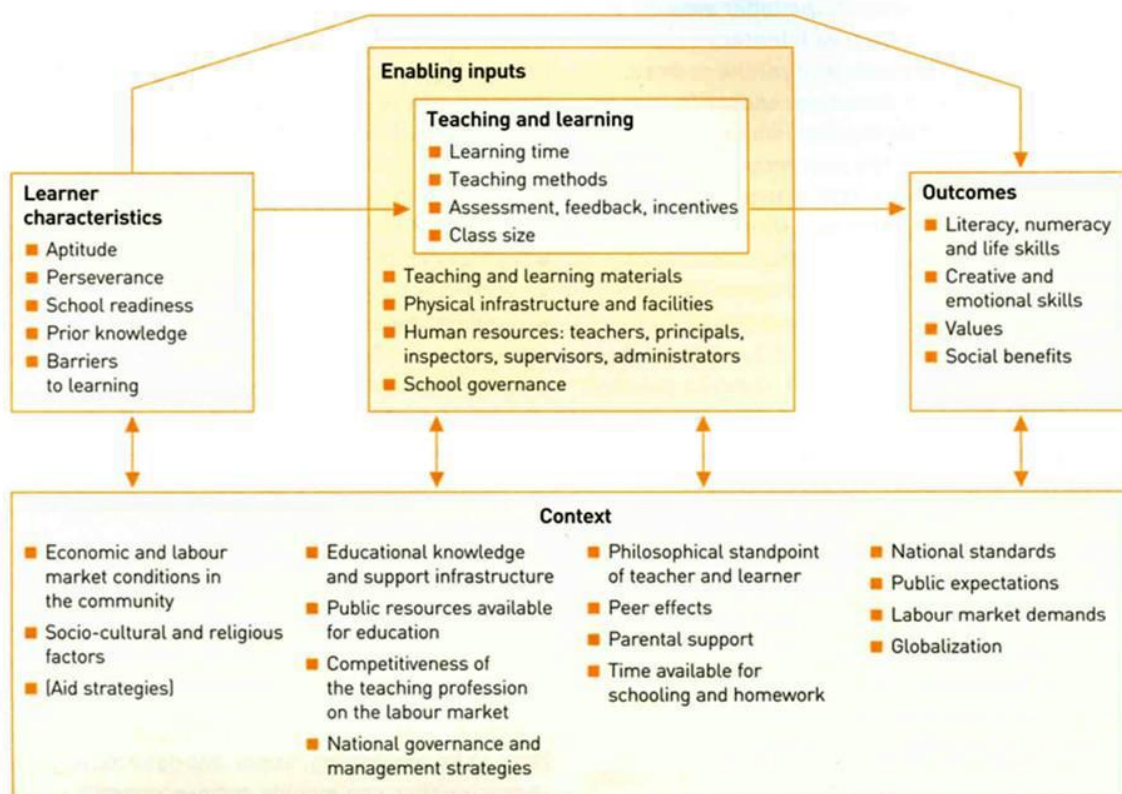 Enabling inputs
Teaching and learning
■ Learning time
■ Teaching methods
■ Assessment, feedback, incentives
■ Class size
■ Teaching and learning materials
■ Physical infrastructure and facilities
■ Human resources: teachers, principals,
inspectors, supervisors, administrators
■ School governance
Learner
characteristics
■ Aptitude
■ Perseverance
■ School readiness
■ Prior knowledge
■ Barriers
to learning
Outcomes
■ Literacy, numeracy
and life skills
■ Creative and
emotional skills
■ Values
■ Social benefits
Context
■ Economic and labour
market conditions in
the community
■ Socio-cultural and religious
factors
■ (Aid strategies)
■ Educational knowledge
and support infrastructure
■ Public resources available
for education
■ Competitiveness of
the teaching profession
on the labour market
■ National governance and
management strategies
■ Philosophical standpoint
of teacher and learner
■ Peer effects
■ Parental support
■ Time available for
schooling and homework
■ National standards
■ Public expectations
■ Labour market demands
■ Globalization